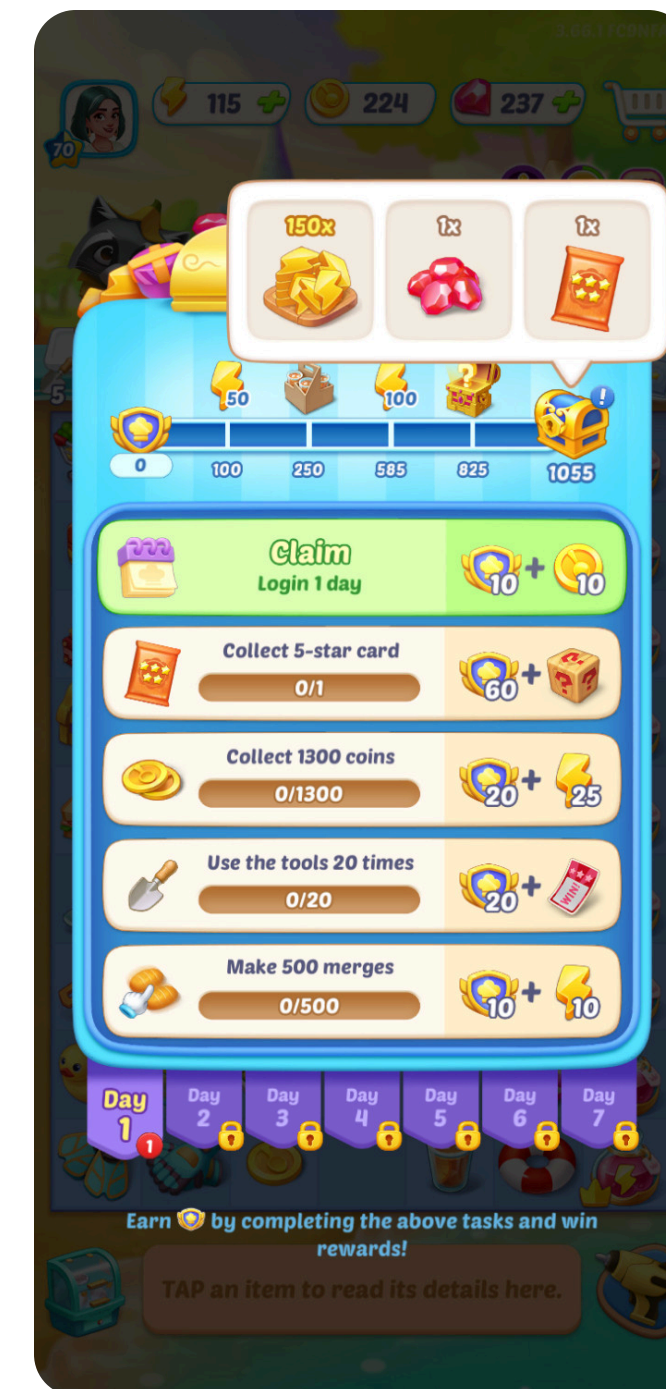 115
224
237
70
150x
1x
1x
5
50
100
!
0
100
250
585
825
1055
Claim
Login 1 day
10 + 10
Collect 5-star card
0/1
60 +
Collect 1300 coins
0/1300
20 + 25
Use the tools 20 times
0/20
20 +
WIN!
Make 500 merges
0/500
10 + 10
Day 1
1
Day 2
Day 3
Day 4
Day 5
Day 6
Day 7
Earn by completing the above tasks and win
rewards!
TAP an item to read its details here.